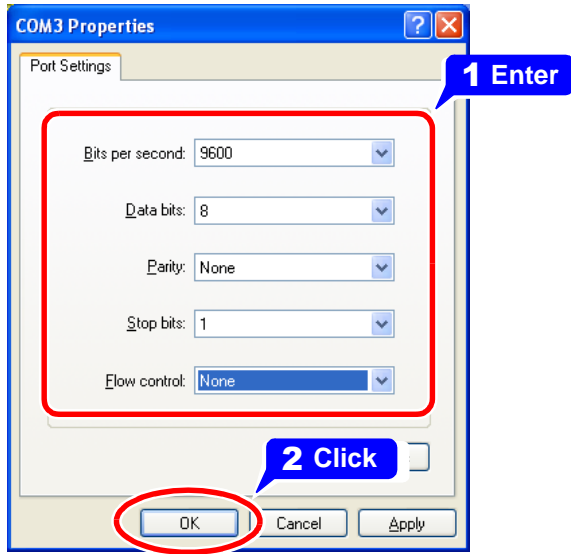 COM3 Properties
Port Settings
1 Enter
Bits per second: 9600
Data bits: 8
Parity: None
Stop bits: 1
Flow control: None
2 Click
OK Cancel Apply